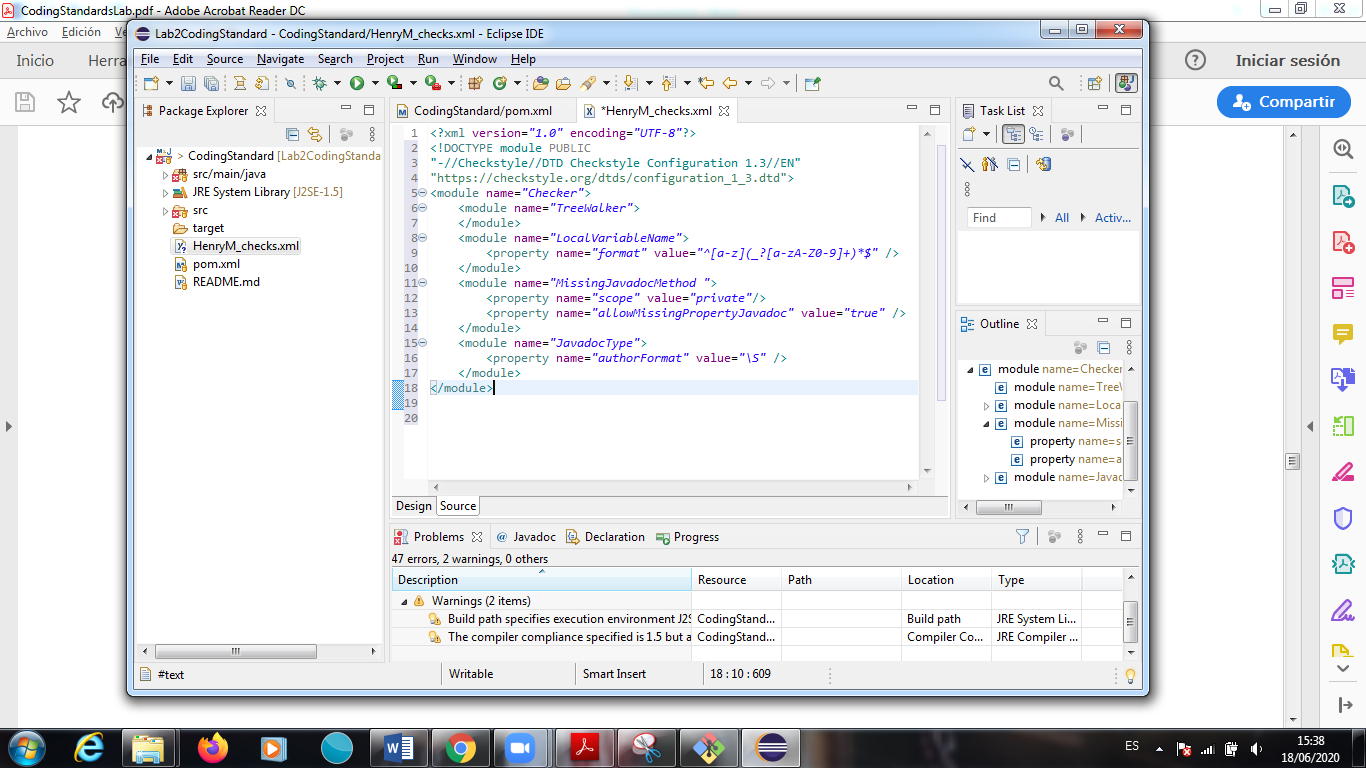 CodingStandardsLab.pdf - Adobe Acrobat Reader DC
Archivo Edición
Inicio Herra
Iniciar sesión
Compartir
Lab2CodingStandard - CodingStandard/HenryM_checks.xml - Eclipse IDE
File Edit Source Navigate Search Project Run Window Help
Package Explorer
CodingStandard/pom.xml
*HenryM_checks.xml
Task List
> CodingStandard [Lab2CodingStanda
src/main/java
JRE System Library [J2SE-1.5]
src
target
HenryM_checks.xml
pom.xml
README.md
1 <?xml version="1.0" encoding="UTF-8"?>
2 <!DOCTYPE module PUBLIC
3 "-//Checkstyle//DTD Checkstyle Configuration 1.3//EN"
4 "https://checkstyle.org/dtds/configuration_1_3.dtd">
5 <module name="Checker">
6 <module name="TreeWalker">
7 </module>
8 <module name="LocalVariableName">
9 <property name="format" value="^[a-z](_?[a-zA-Z0-9]+)*$" />
10 </module>
11 <module name="MissingJavadocMethod ">
12 <property name="scope" value="private"/>
13 <property name="allowMissingPropertyJavadoc" value="true" />
14 </module>
15 <module name="JavadocType">
16 <property name="authorFormat" value="\S" />
17 </module>
18 </module>
19
20
Design Source
Find All Activ...
Outline
module name=Checker
module name=TreeW
module name=Loca
module name=Missi
property name=s
property name=a
module name=Javac
Problems Javadoc Declaration Progress
47 errors, 2 warnings, 0 others
Description Resource Path Location Type
Warnings (2 items)
Build path specifies execution environment J2S CodingStand... Build path JRE System Li...
The compiler compliance specified is 1.5 but a CodingStand... Compiler Co... JRE Compiler ...
#text Writable Smart Insert 18 : 10 : 609
ES
15:38
18/06/2020